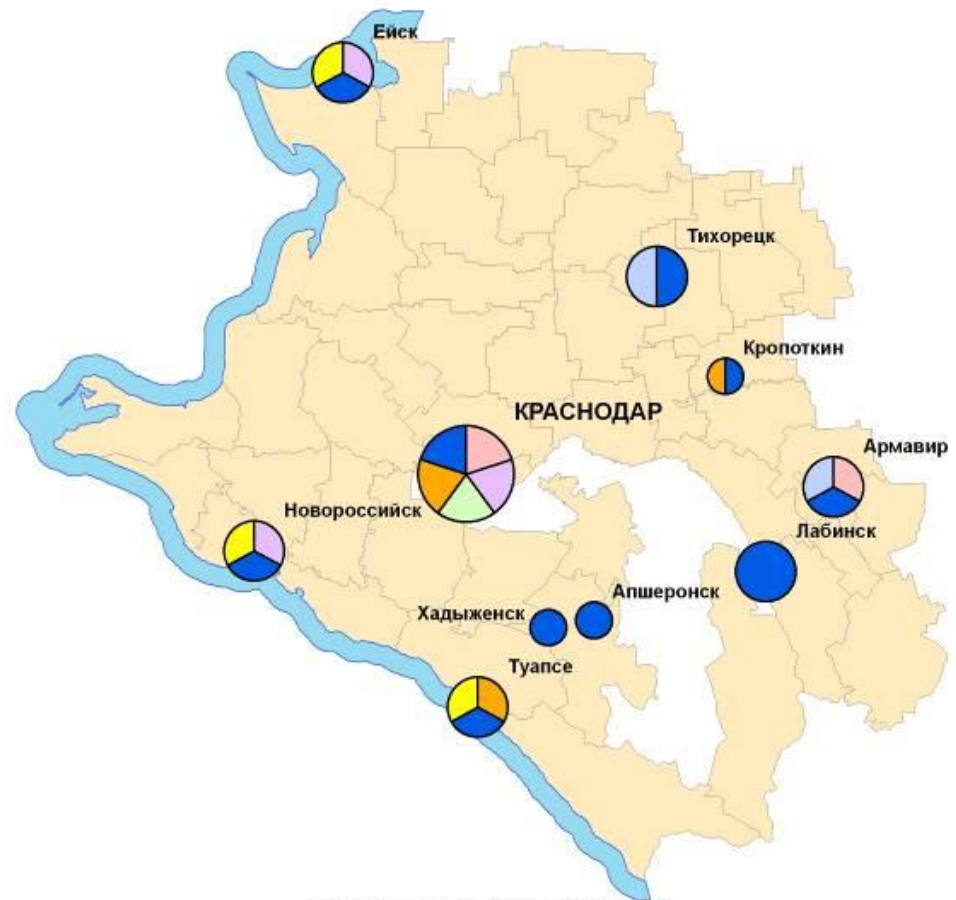 Ейск
Тихорецк
Кропоткин
КРАСНОДАР
Армавир
Новороссийск
Лабинск
Апшеронск
Хадыженск
Туапсе